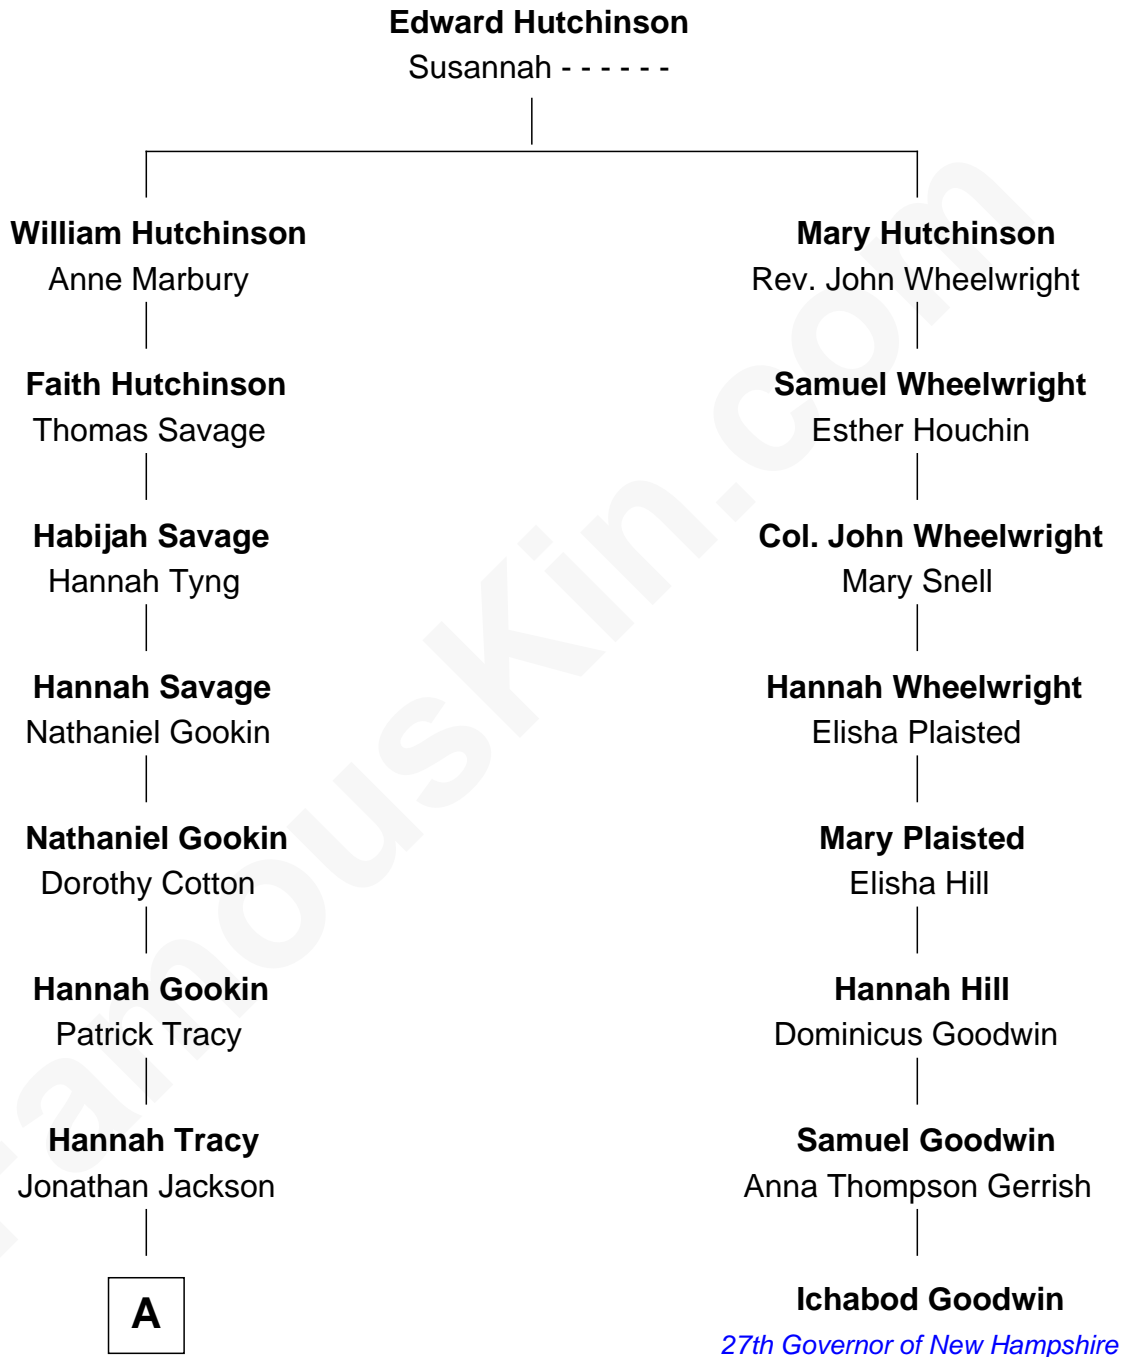 Edward Hutchinson
Susannah - - - - - -
William Hutchinson
Anne Marbury
Mary Hutchinson
Rev. John Wheelwright
Faith Hutchinson
Thomas Savage
Samuel Wheelwright
Esther Houchin
Habijah Savage
Hannah Tyng
Col. John Wheelwright
Mary Snell
Hannah Savage
Nathaniel Gookin
Hannah Wheelwright
Elisha Plaisted
Nathaniel Gookin
Dorothy Cotton
Mary Plaisted
Elisha Hill
Hannah Gookin
Patrick Tracy
Hannah Hill
Dominicus Goodwin
Hannah Tracy
Jonathan Jackson
Samuel Goodwin
Anna Thompson Gerrish
A
Ichabod Goodwin
27th Governor of New Hampshire
FamousKin.com